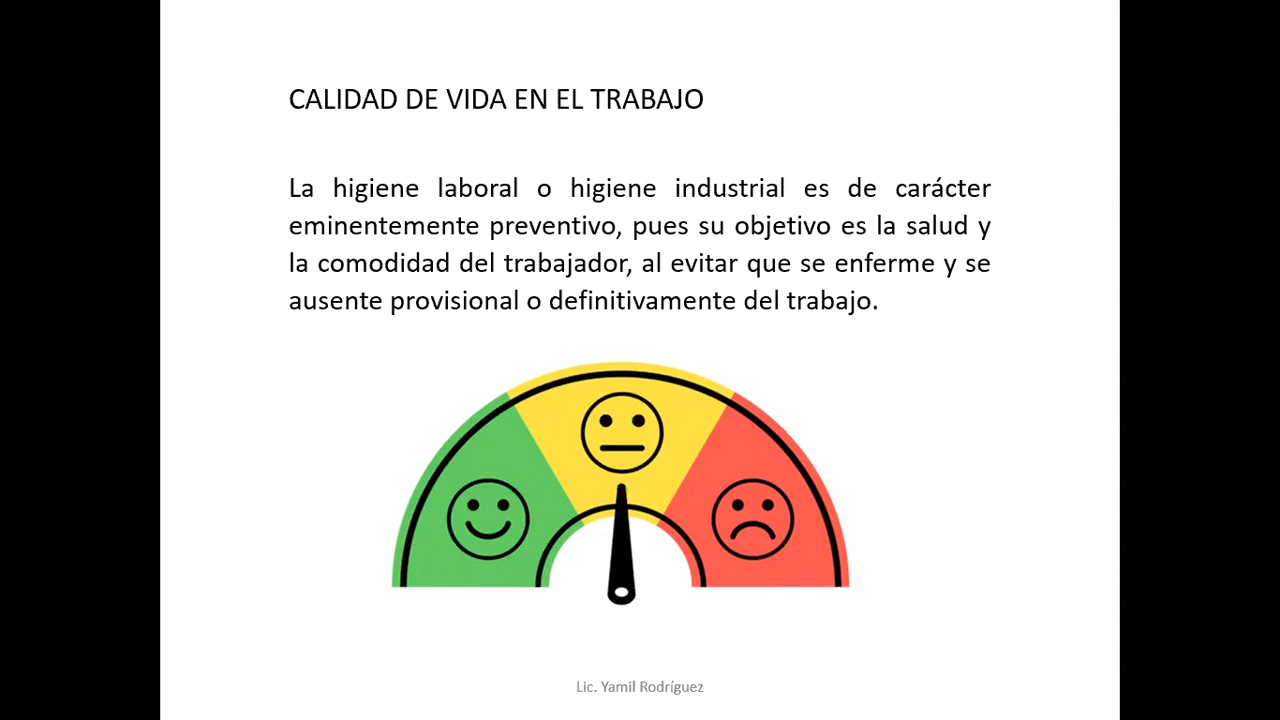 CALIDAD DE VIDA EN EL TRABAJO
La higiene laboral o higiene industrial es de carácter
eminentemente preventivo, pues su objetivo es la salud y
la comodidad del trabajador, al evitar que se enferme y se
ausente provisional o definitivamente del trabajo.
Lic. Yamil Rodríguez